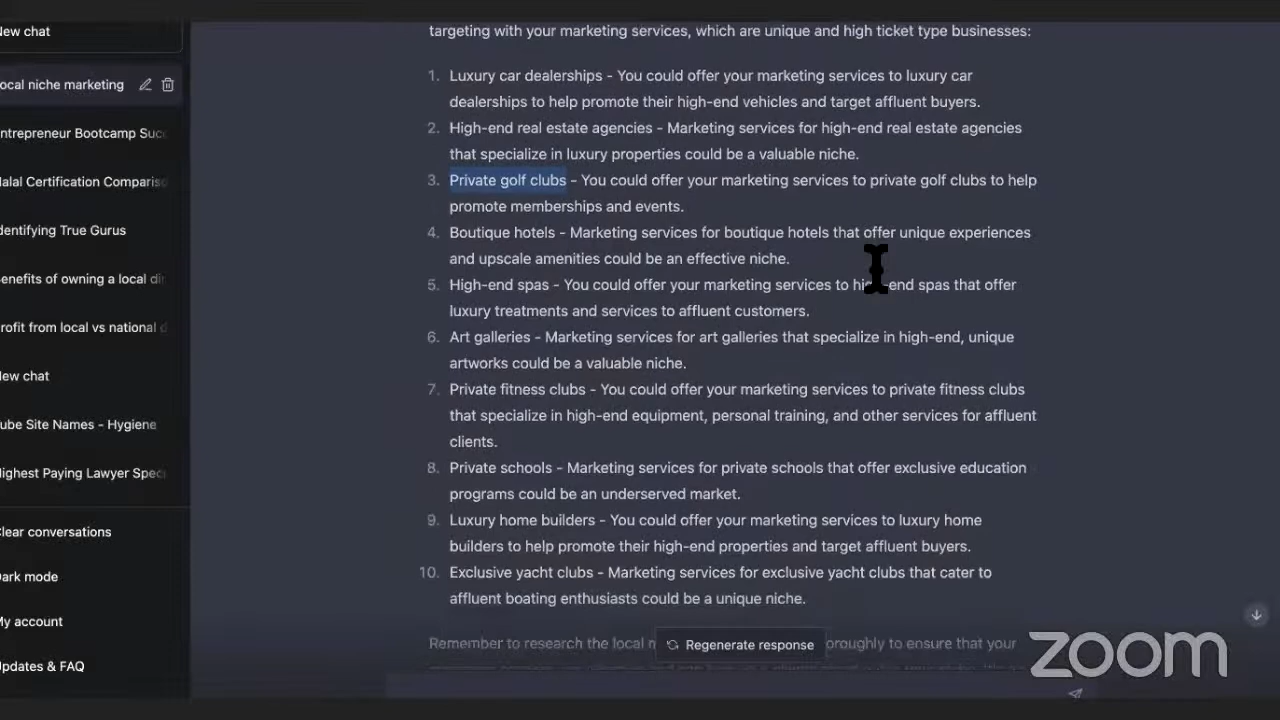 New chat
ocal niche marketing
ntrepreneur Bootcamp Suc
alal Certification Compariso
dentifying True Gurus
enefits of owning a local di
rofit from local vs national d
ew chat
ube Site Names - Hygiene
ighest Paying Lawyer Spec
lear conversations
ark mode
My account
pdates & FAQ
targeting with your marketing services, which are unique and high ticket type businesses:
1. Luxury car dealerships - You could offer your marketing services to luxury car
dealerships to help promote their high-end vehicles and target affluent buyers.
2. High-end real estate agencies - Marketing services for high-end real estate agencies
that specialize in luxury properties could be a valuable niche.
3. Private golf clubs - You could offer your marketing services to private golf clubs to help
promote memberships and events.
4. Boutique hotels - Marketing services for boutique hotels that offer unique experiences
and upscale amenities could be an effective niche.
5. High-end spas - You could offer your marketing services to high-end spas that offer
luxury treatments and services to affluent customers.
6. Art galleries - Marketing services for art galleries that specialize in high-end, unique
artworks could be a valuable niche.
7. Private fitness clubs - You could offer your marketing services to private fitness clubs
that specialize in high-end equipment, personal training, and other services for affluent
clients.
8. Private schools - Marketing services for private schools that offer exclusive education
programs could be an underserved market.
9. Luxury home builders - You could offer your marketing services to luxury home
builders to help promote their high-end properties and target affluent buyers.
10. Exclusive yacht clubs - Marketing services for exclusive yacht clubs that cater to
affluent boating enthusiasts could be a unique niche.
Remember to research the local oroughly to ensure that your
Regenerate response
zoom